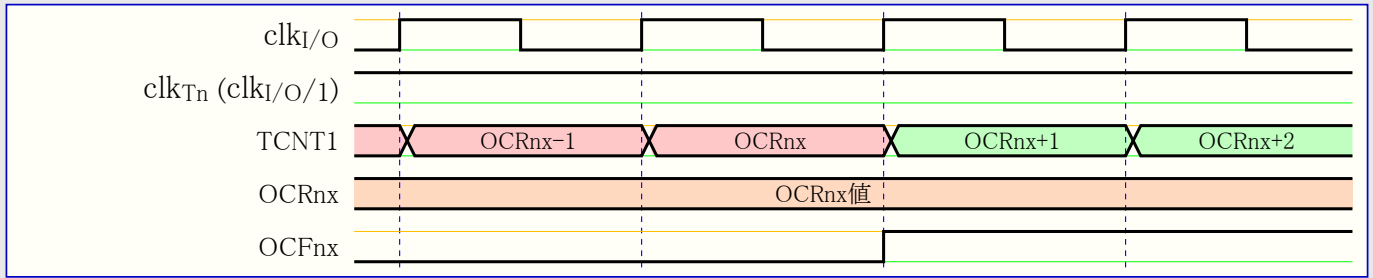 clkI/O
clkTn (clkI/O/1)
TCNT1 OCRnx-1 OCRnx OCRnx+1 OCRnx+2
OCRnx OCRnx値
OCFnx